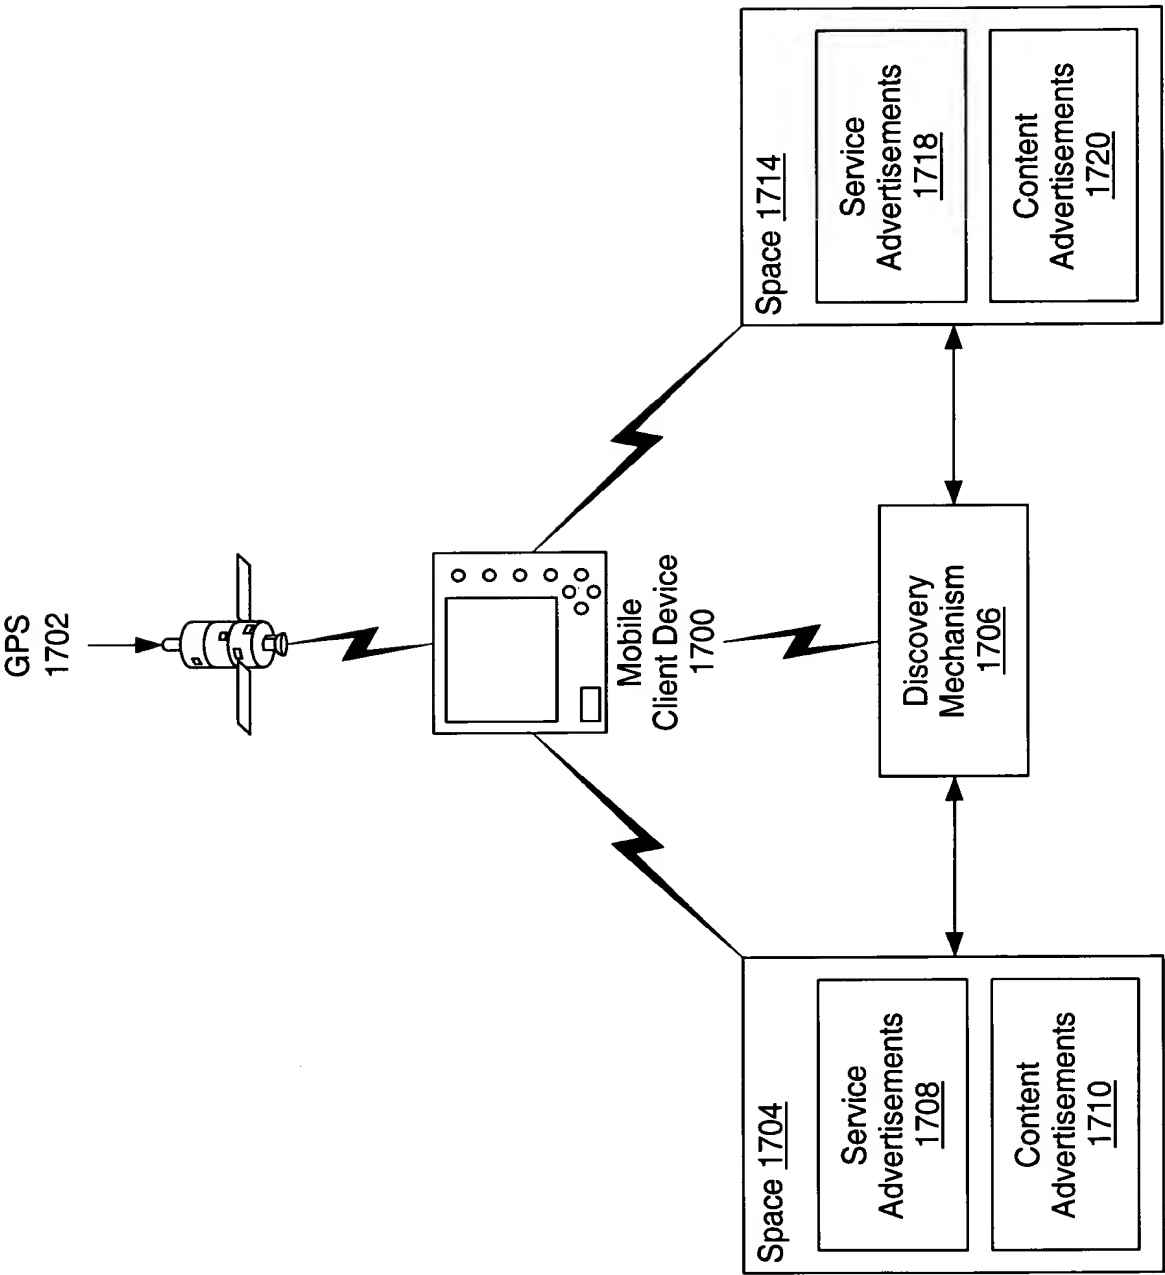 GPS
1702
Mobile
Client Device
1700
Discovery
Mechanism
1706
Space 1704
Service
Advertisements
1708
Content
Advertisements
1710
Space 1714
Service
Advertisements
1718
Content
Advertisements
1720